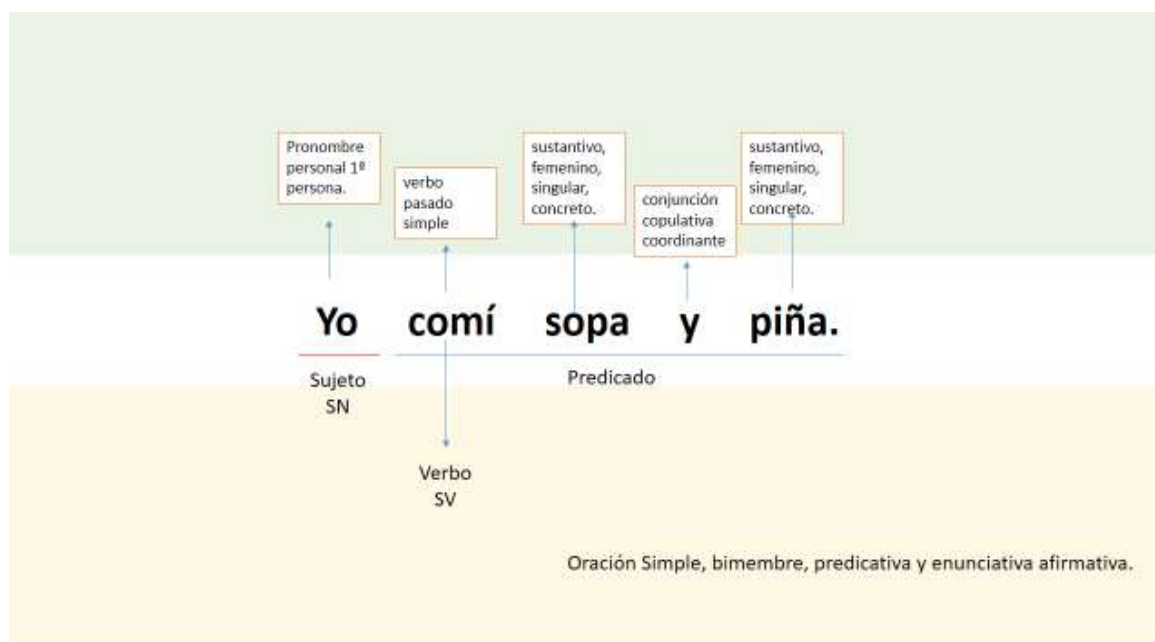 Pronombre
personal 1ª
persona.
verbo
pasado
simple
sustantivo,
femenino,
singular,
concreto.
conjunción
copulativa
coordinante
sustantivo,
femenino,
singular,
concreto.
Yo comí sopa y piña.
Sujeto
SN
Predicado
Verbo
SV
Oración Simple, bimembre, predicativa y enunciativa afirmativa.